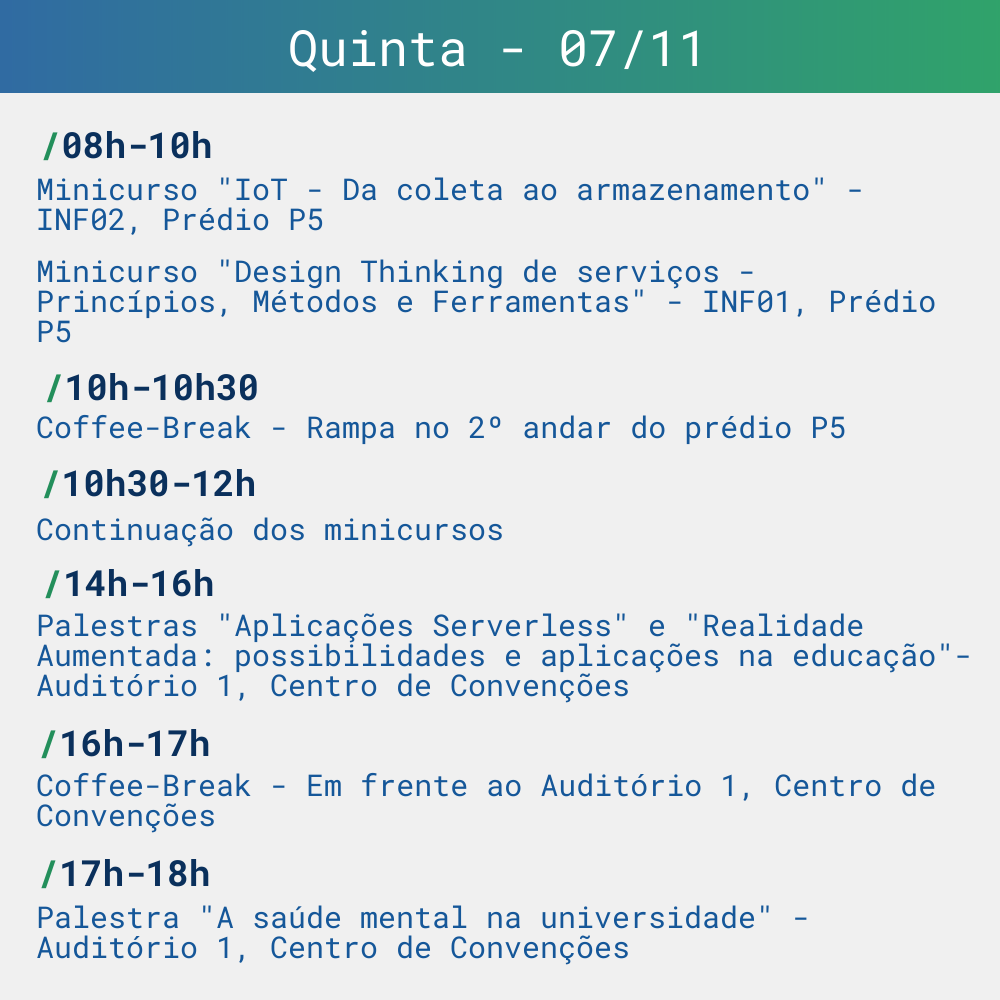 Quinta - 07/11
/08h-10h
Minicurso "IoT - Da coleta ao armazenamento" -
INF02, Prédio P5
Minicurso "Design Thinking de serviços -
Princípios, Métodos e Ferramentas" - INF01, Prédio
P5
/10h-10h30
Coffee-Break - Rampa no 2º andar do prédio P5
/10h30-12h
Continuação dos minicursos
/14h-16h
Palestras "Aplicações Serverless" e "Realidade
Aumentada: possibilidades e aplicações na educação"-
Auditório 1, Centro de Convenções
/16h-17h
Coffee-Break - Em frente ao Auditório 1, Centro de
Convenções
/17h-18h
Palestra "A saúde mental na universidade" -
Auditório 1, Centro de Convenções